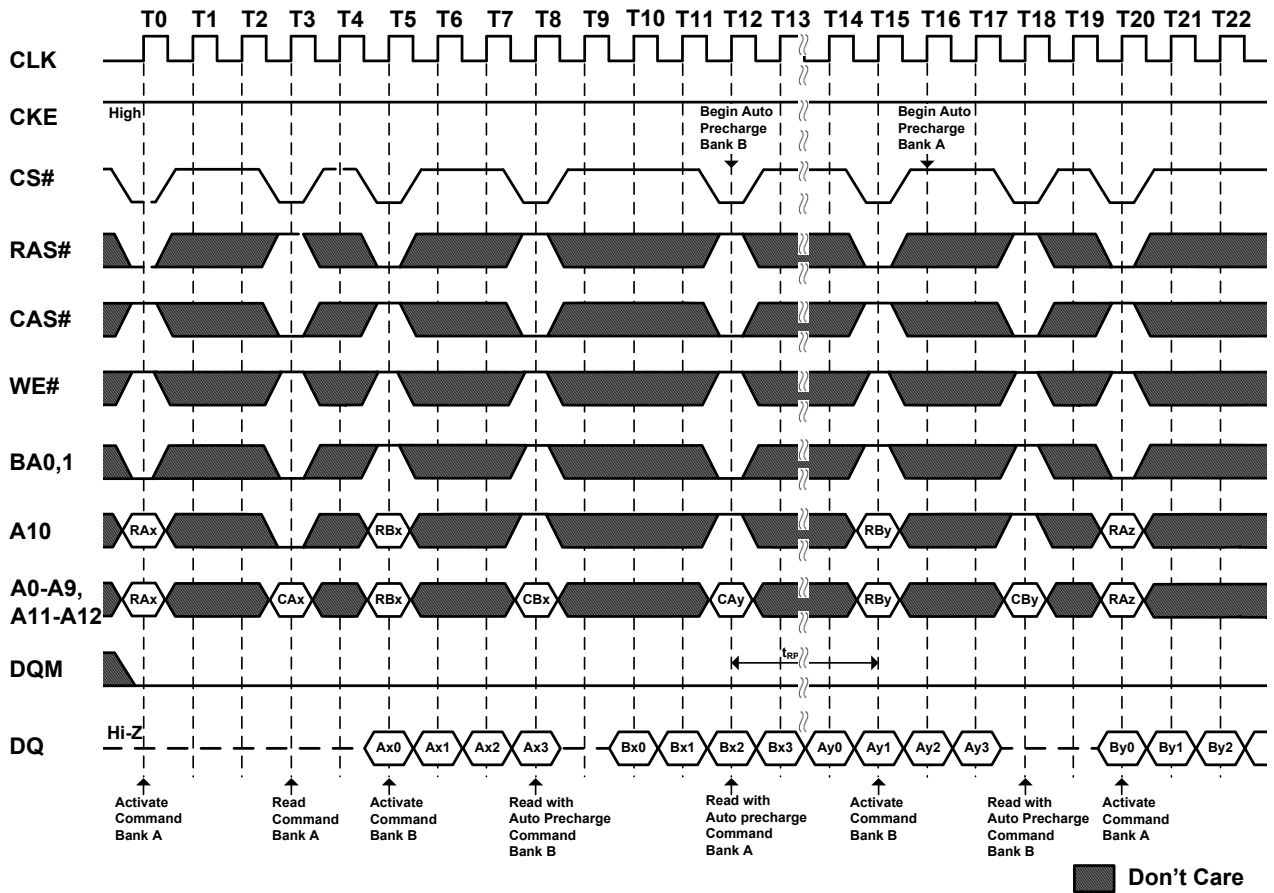 T0 T1 T2 T3 T4 T5 T6 T7 T8 T9 T10 T11 T12 T13 T14 T15 T16 T17 T18 T19 T20 T21 T22
CLK
CKE
High
Begin Auto
Precharge
Bank B
Begin Auto
Precharge
Bank A
CS#
RAS#
CAS#
WE#
BA0,1
A10
RAx RBx RBy RAz
A0-A9,
A11-A12
RAx CAx RBx CBx CAy RBy CBy RAz
DQM
tRP
DQ
Hi-Z
Ax0 Ax1 Ax2 Ax3 Bx0 Bx1 Bx2 Bx3 Ay0 Ay1 Ay2 Ay3 By0 By1 By2
Activate
Command
Bank A
Read
Command
Bank A
Activate
Command
Bank B
Read with
Auto Precharge
Command
Bank B
Read with
Auto precharge
Command
Bank A
Activate
Command
Bank B
Read with
Auto Precharge
Command
Bank B
Activate
Command
Bank A
Don't Care